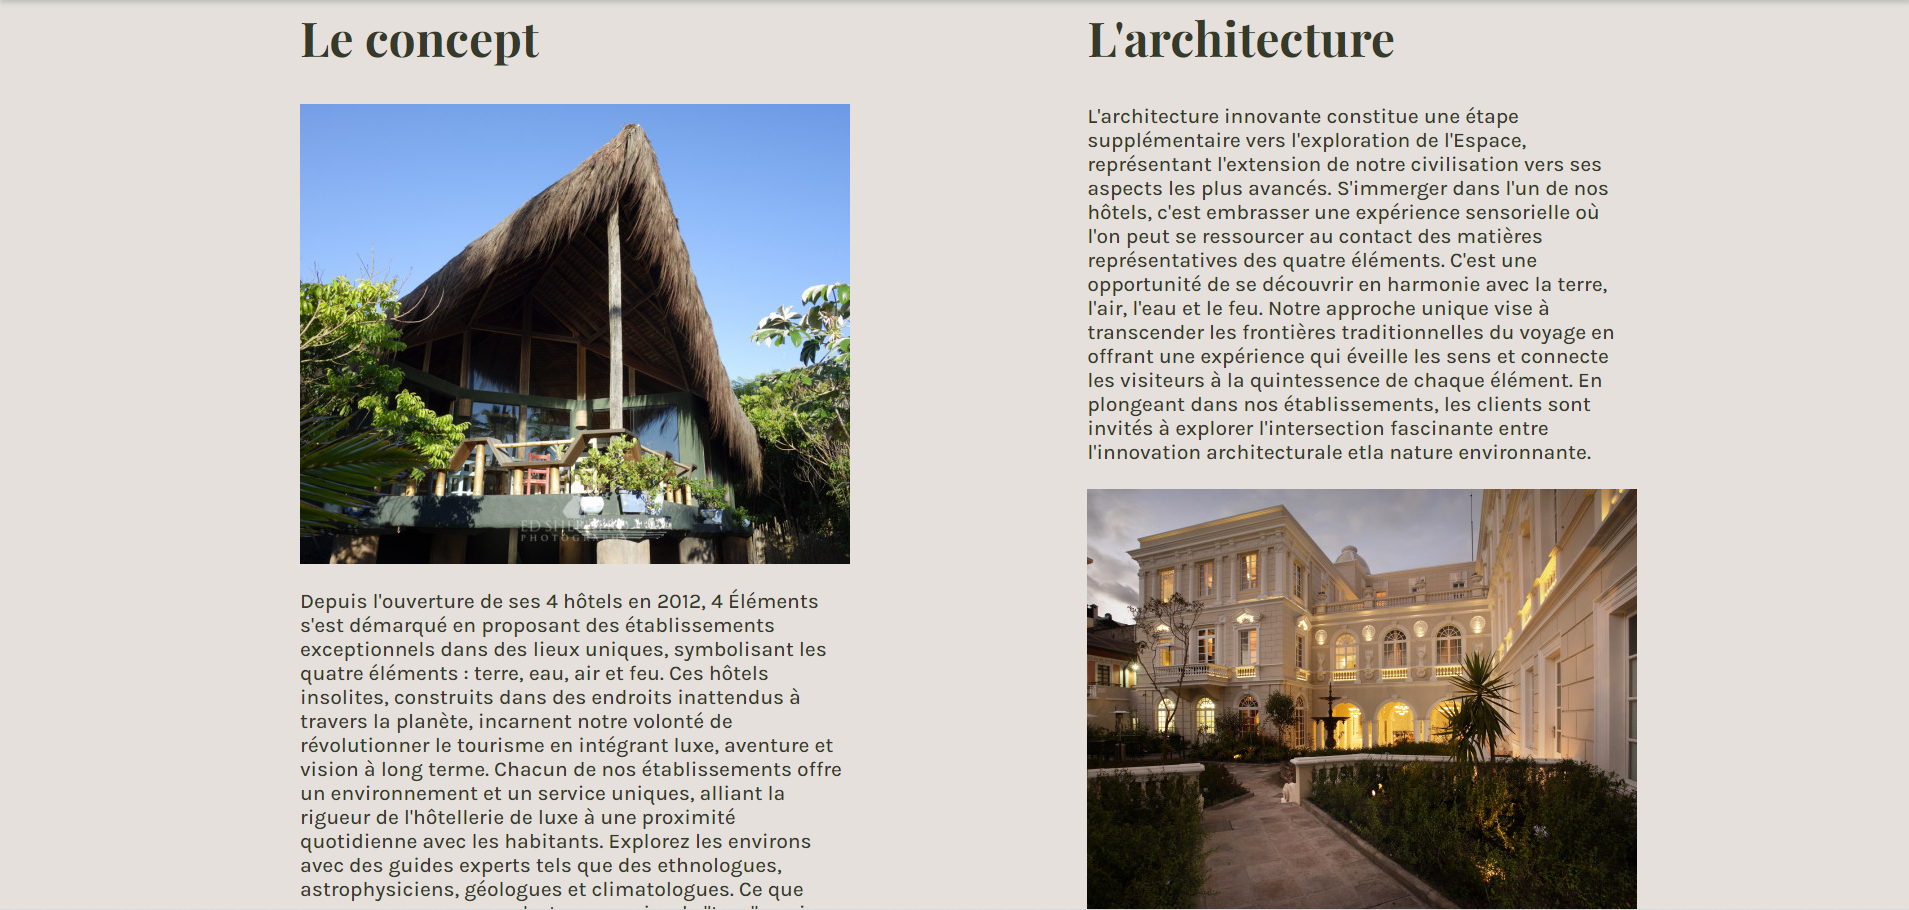 Le concept
ED SHE
PHOTOGRAPHY
Depuis l'ouverture de ses 4 hôtels en 2012, 4 Éléments
s'est démarqué en proposant des établissements
exceptionnels dans des lieux uniques, symbolisant les
quatre éléments : terre, eau, air et feu. Ces hôtels
insolites, construits dans des endroits inattendus à
travers la planète, incarnent notre volonté de
révolutionner le tourisme en intégrant luxe, aventure et
vision à long terme. Chacun de nos établissements offre
un environnement et un service uniques, alliant la
rigueur de l'hôtellerie de luxe à une proximité
quotidienne avec les habitants. Explorez les environs
avec des guides experts tels que des ethnologues,
astrophysiciens, géologues et climatologues. Ce que
L'architecture
L'architecture innovante constitue une étape
supplémentaire vers l'exploration de l'Espace,
représentant l'extension de notre civilisation vers ses
aspects les plus avancés. S'immerger dans l'un de nos
hôtels, c'est embrasser une expérience sensorielle où
l'on peut se ressourcer au contact des matières
représentatives des quatre éléments. C'est une
opportunité de se découvrir en harmonie avec la terre,
l'air, l'eau et le feu. Notre approche unique vise à
transcender les frontières traditionnelles du voyage en
offrant une expérience qui éveille les sens et connecte
les visiteurs à la quintessence de chaque élément. En
plongeant dans nos établissements, les clients sont
invités à explorer l'intersection fascinante entre
l'innovation architecturale etla nature environnante.